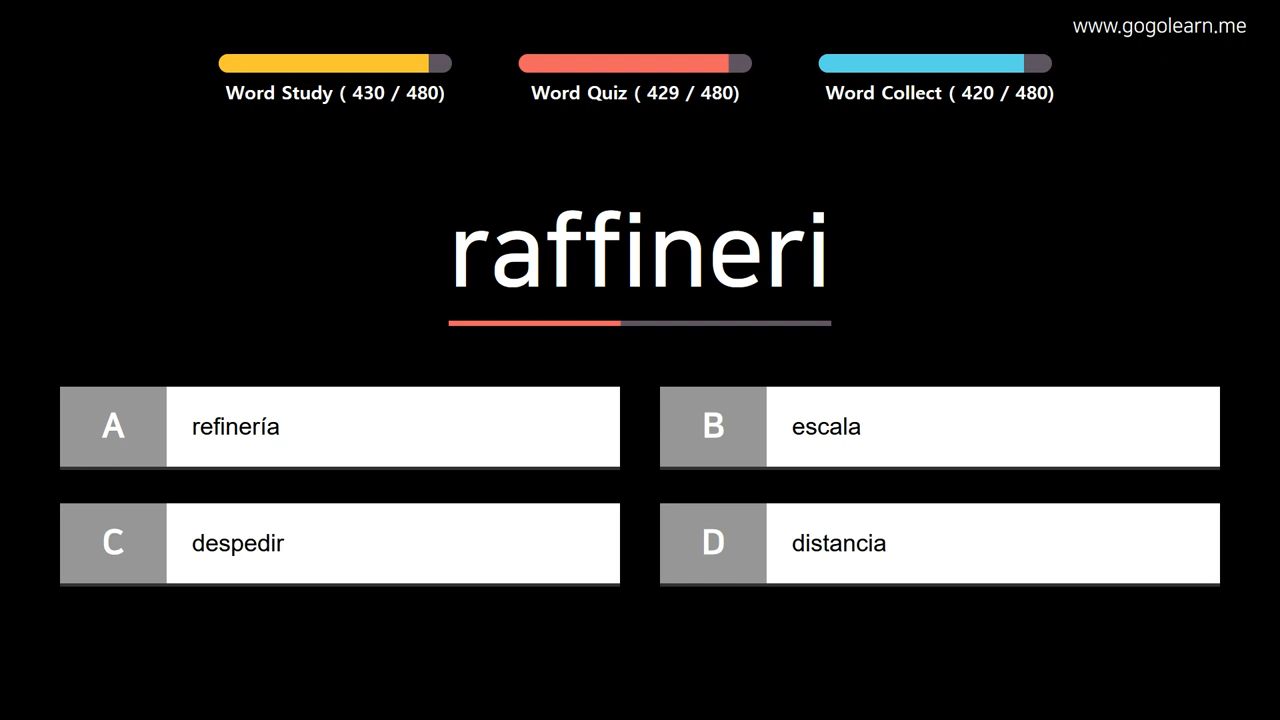 www.gogolearn.me
Word Study ( 430 / 480)
Word Quiz ( 429 / 480)
Word Collect ( 420 / 480)
raffineri
A refinería
B escala
C despedir
D distancia